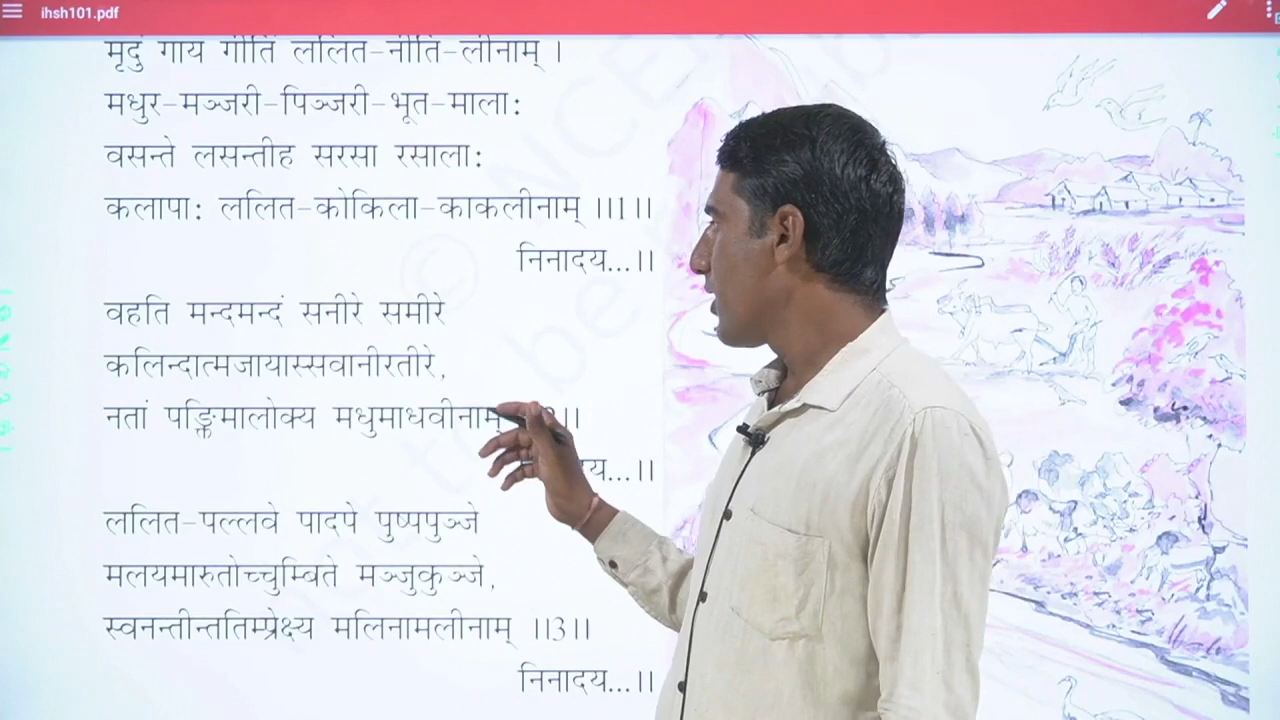 ihsh101.pdf
मृदुं गाय गीतिं ललित-नीति-लीनाम् ।
मधुर-मञ्जरी-पिञ्जरी-भूत-माला:
वसन्ते लसन्तीह सरसा रसाला:
कलापा: ललित-कोकिला-काकलीनाम् ।।1।।
निनादय...।।
वहति मन्दमन्दं सनीरे समीरे
कलिन्दात्मजायास्सवानीरतीरे,
नतां पङ्क्तिमालोक्य मधुमाधवीनाम् ।।
य...।।
ललित-पल्लवे पादपे पुष्पपुञ्जे
मलयमारुतोच्चुम्बिते मञ्जुकुञ्जे,
स्वनन्तीन्ततिम्प्रेक्ष्य मलिनामलीनाम् ।।3।।
निनादय...।।